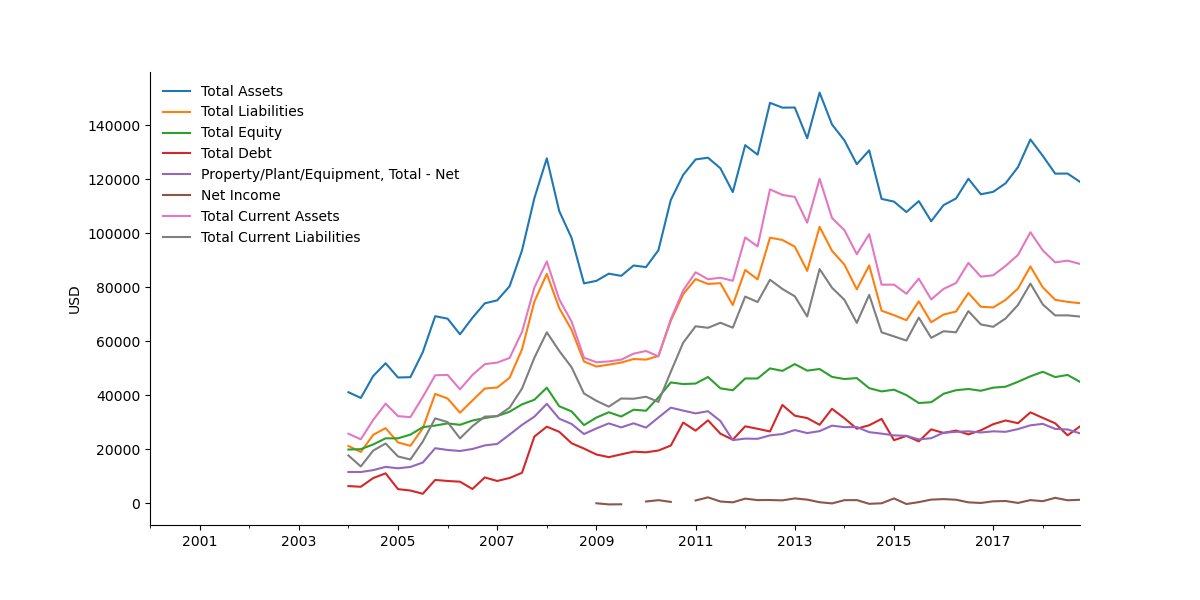 Total Assets
Total Liabilities
Total Equity
Total Debt
Property/Plant/Equipment, Total - Net
Net Income
Total Current Assets
Total Current Liabilities
USD
140000
120000
100000
80000
60000
40000
20000
0
2001 2003 2005 2007 2009 2011 2013 2015 2017